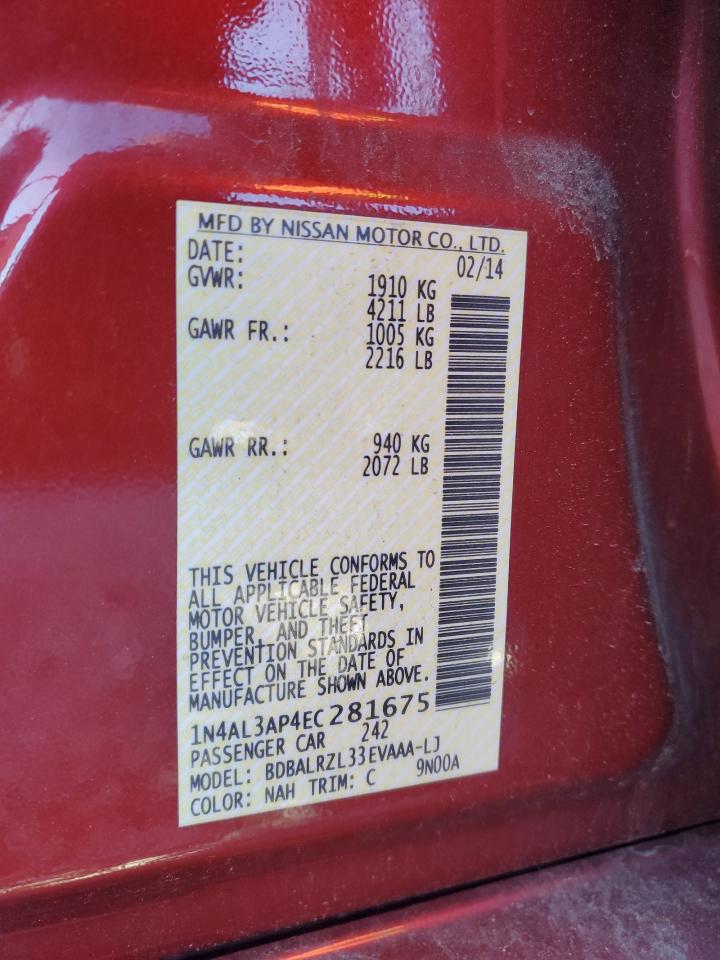 MFD BY NISSAN MOTOR CO., LTD.
DATE: 02/14
GVWR: 1910 KG
4211 LB
GAWR FR.: 1005 KG
2216 LB
GAWR RR.: 940 KG
2072 LB
THIS VEHICLE CONFORMS TO
ALL APPLICABLE FEDERAL
MOTOR VEHICLE SAFETY,
BUMPER, AND THEFT
PREVENTION STANDARDS IN
EFFECT ON THE DATE OF
MANUFACTURE SHOWN ABOVE.
1N4AL3AP4EC281675
PASSENGER CAR 242
MODEL: BDBALRZL33EVAAA-LJ
COLOR: NAH TRIM: C 9N00A